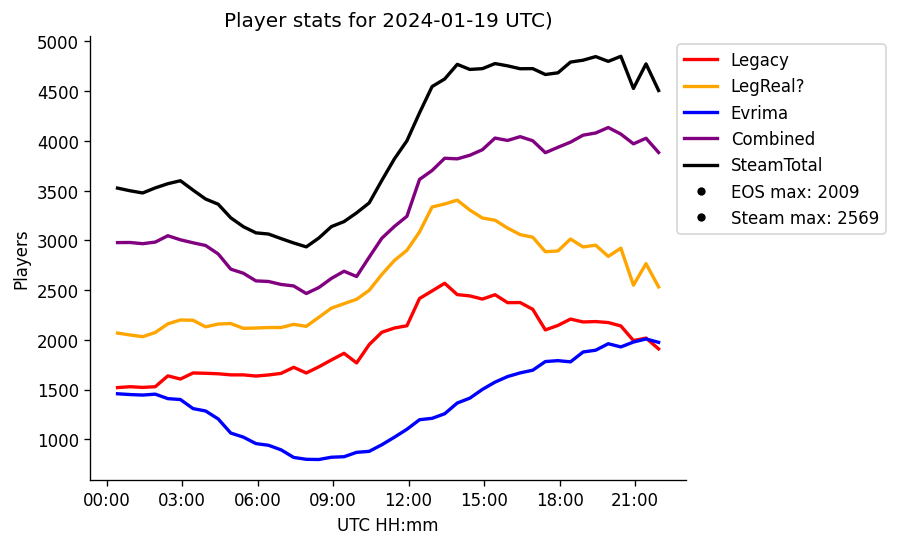 Player stats for 2024-01-19 UTC)
5000
4500
4000
3500
3000
2500
2000
1500
1000
Players
00:00 03:00 06:00 09:00 12:00 15:00 18:00 21:00
UTC HH:mm
Legacy
LegReal?
Evrima
Combined
SteamTotal
EOS max: 2009
Steam max: 2569